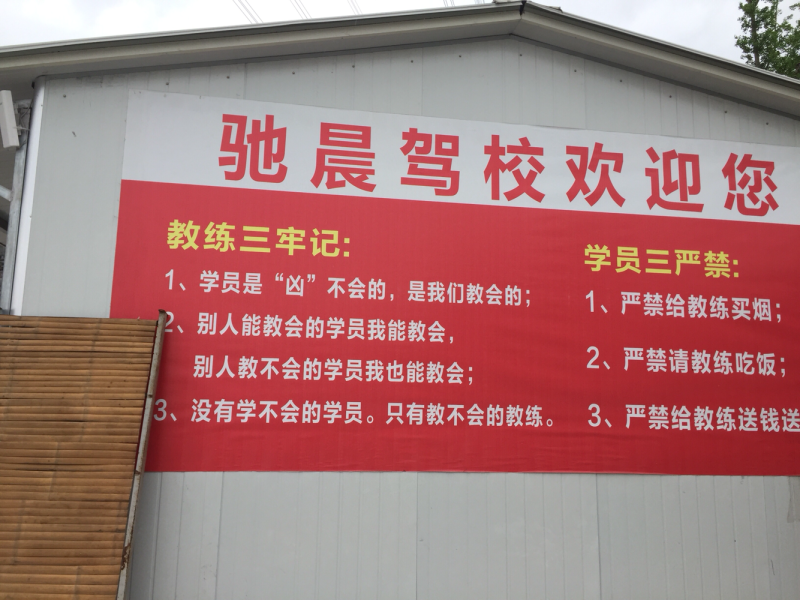 驰晨驾校欢迎您
教练三牢记:
1、学员是“凶”不会的，是我们教会的；
2、别人能教会的学员我能教会，
别人教不会的学员我也能教会；
3、没有学不会的学员。只有教不会的教练。
学员三严禁:
1、严禁给教练买烟；
2、严禁请教练吃饭；
3、严禁给教练送钱送